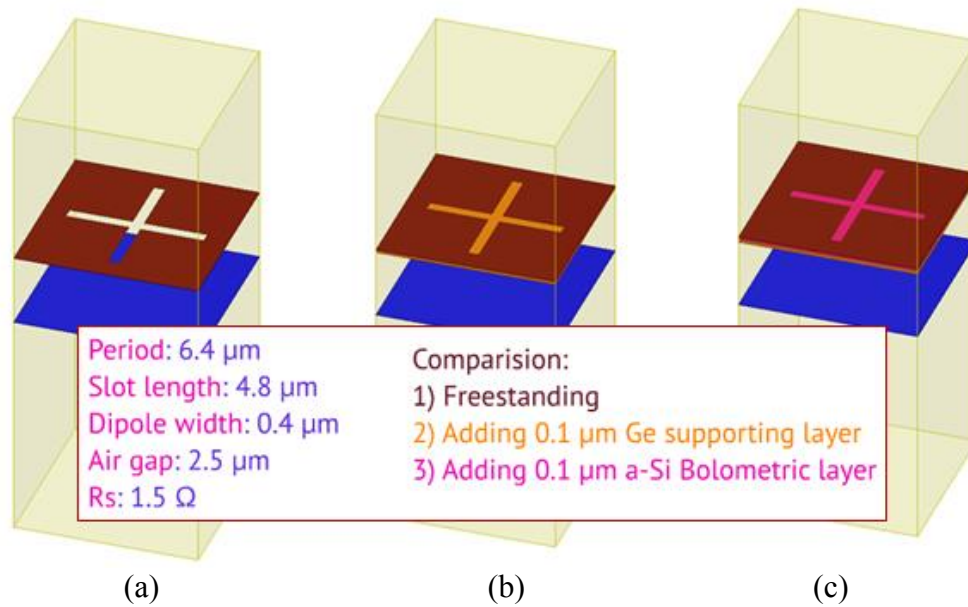 Period: 6.4 µm
Slot length: 4.8 µm
Dipole width: 0.4 µm
Air gap: 2.5 µm
Rs: 1.5 Ω
Comparision:
1) Freestanding
2) Adding 0.1 µm Ge supporting layer
3) Adding 0.1 µm a-Si Bolometric layer
(a)
(b)
(c)